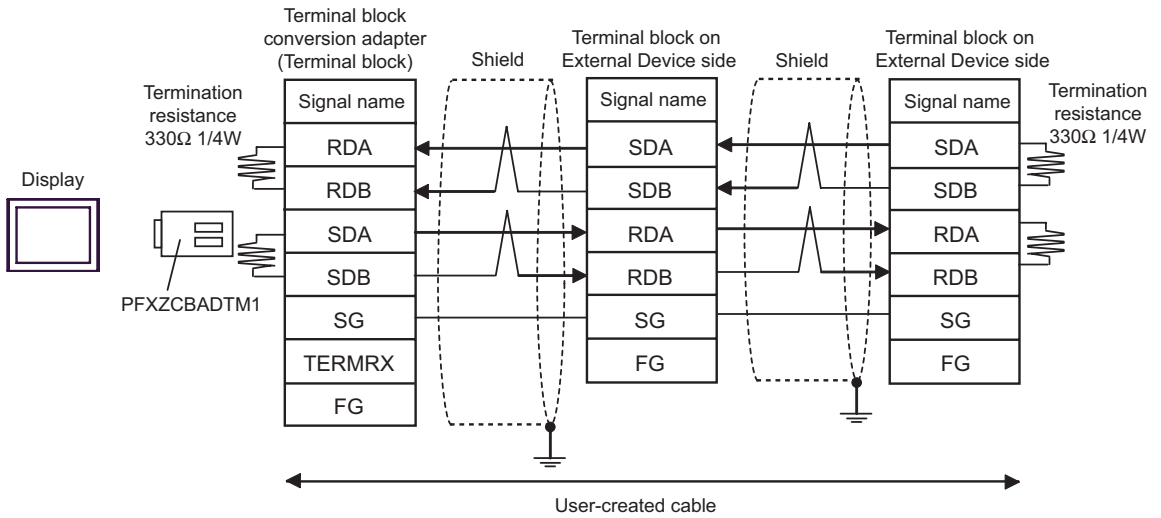 Terminal block
conversion adapter
(Terminal block)
Shield
Terminal block on
External Device side
Shield
Terminal block on
External Device side
Termination
resistance
330Ω 1/4W
Signal name
RDA
RDB
SDA
SDB
SG
TERMRX
FG
Signal name
SDA
SDB
RDA
RDB
SG
FG
Signal name
SDA
SDB
RDA
RDB
SG
FG
Termination
resistance
330Ω 1/4W
Display
PFXZCBADTM1
User-created cable